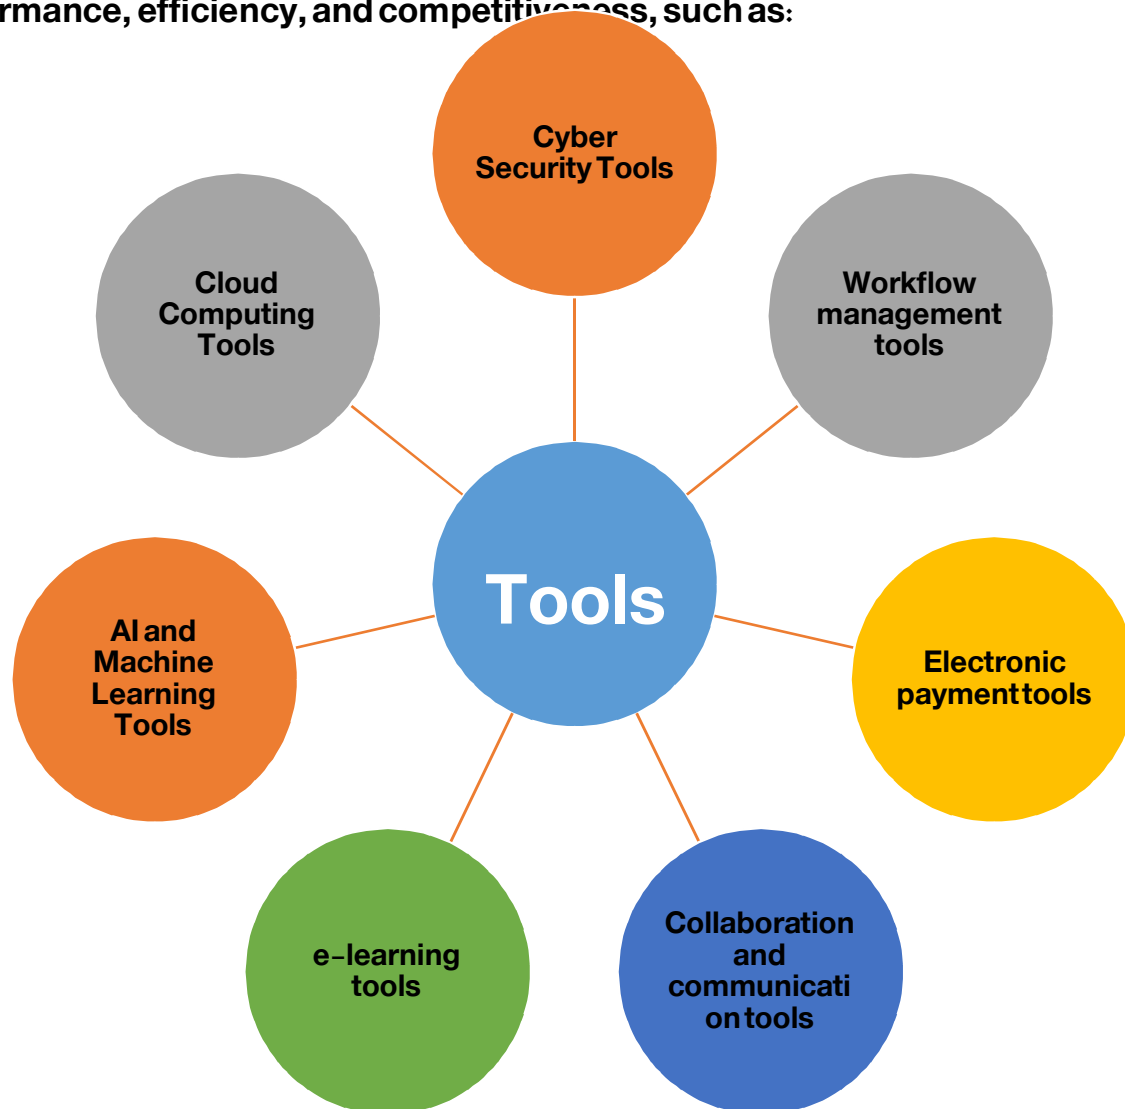 rmance, efficiency, and competitiveness, such as:
Cyber
Security Tools
Cloud
Computing
Tools
Workflow
management
tools
Tools
AI and
Machine
Learning
Tools
Electronic
payment tools
e-learning
tools
Collaboration
and
communicati
on tools